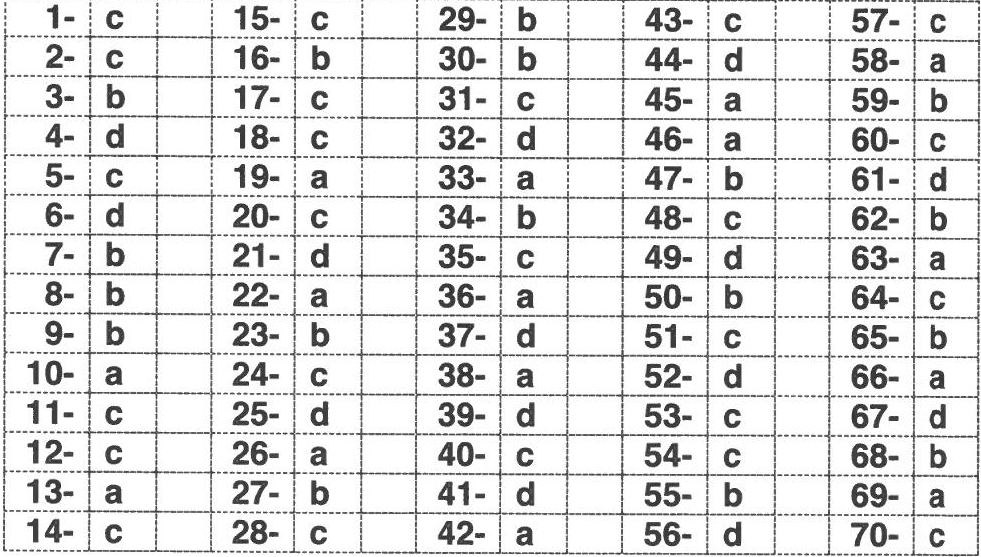 1- c 15- c 29- b 43- c 57- c
2- c 16- b 30- b 44- d 58- a
3- b 17- c 31- c 45- a 59- b
4- d 18- c 32- d 46- a 60- c
5- c 19- a 33- a 47- b 61- d
6- d 20- c 34- b 48- c 62- b
7- b 21- d 35- c 49- d 63- a
8- b 22- a 36- a 50- b 64- c
9- b 23- b 37- d 51- c 65- b
10- a 24- c 38- a 52- d 66- a
11- c 25- d 39- d 53- c 67- d
12- c 26- a 40- c 54- c 68- b
13- a 27- b 41- d 55- b 69- a
14- c 28- c 42- a 56- d 70- c